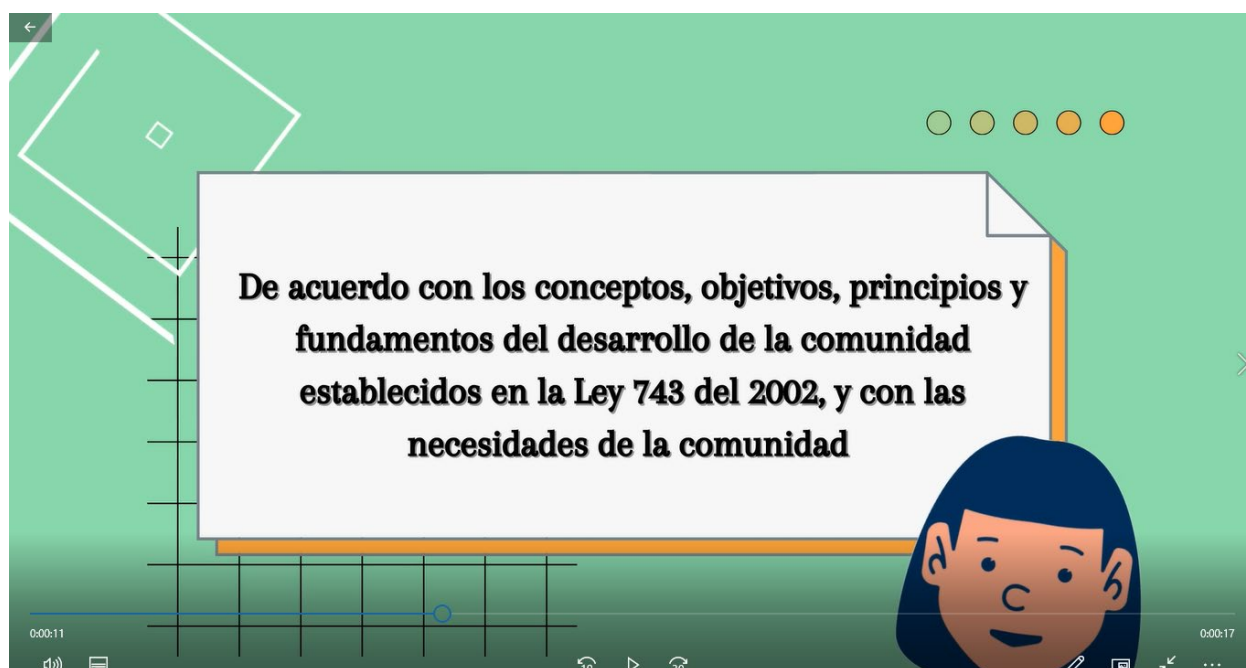 De acuerdo con los conceptos, objetivos, principios y
fundamentos del desarrollo de la comunidad
establecidos en la Ley 743 del 2002, y con las
necesidades de la comunidad
0:00:11
0:00:17